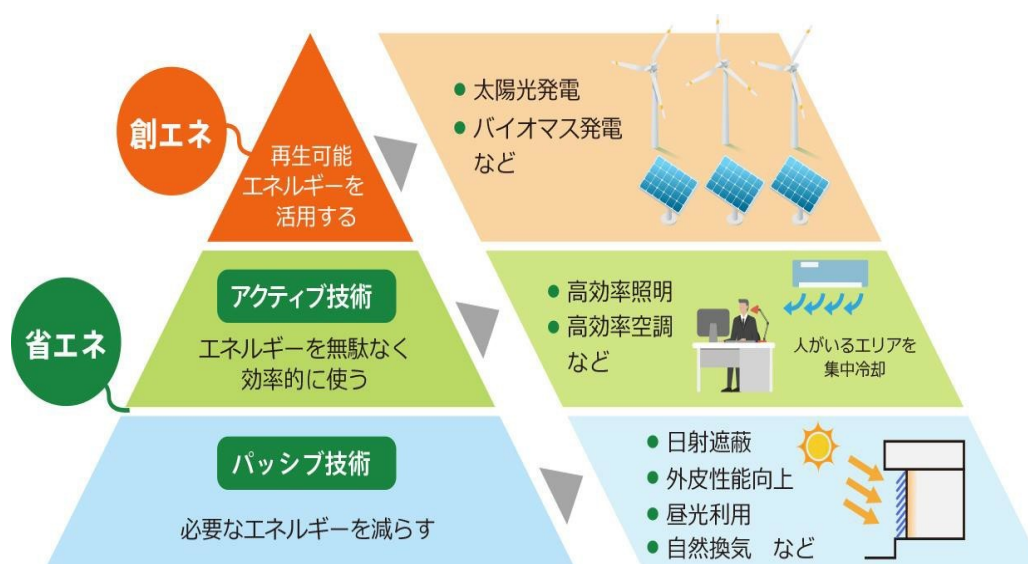 創エネ
再生可能
エネルギーを
活用する
● 太陽光発電
● バイオマス発電
など
省エネ
アクティブ技術
エネルギーを無駄なく
効率的に使う
● 高効率照明
● 高効率空調
など
人がいるエリアを
集中冷却
パッシブ技術
必要なエネルギーを減らす
● 日射遮蔽
● 外皮性能向上
● 昼光利用
● 自然換気 など